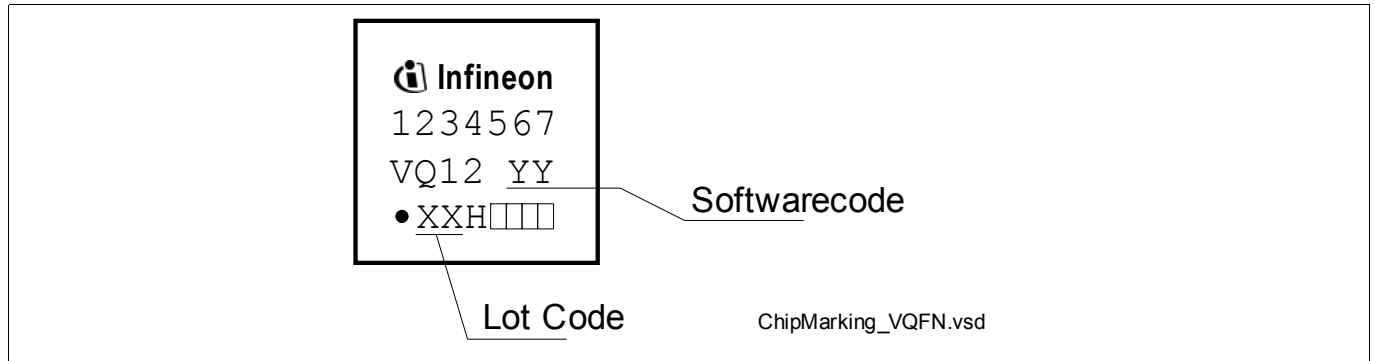 Infineon
1234567
VQ12 YY
●XXH□□□□
Softwarecode
Lot Code
ChipMarking_VQFN.vsd